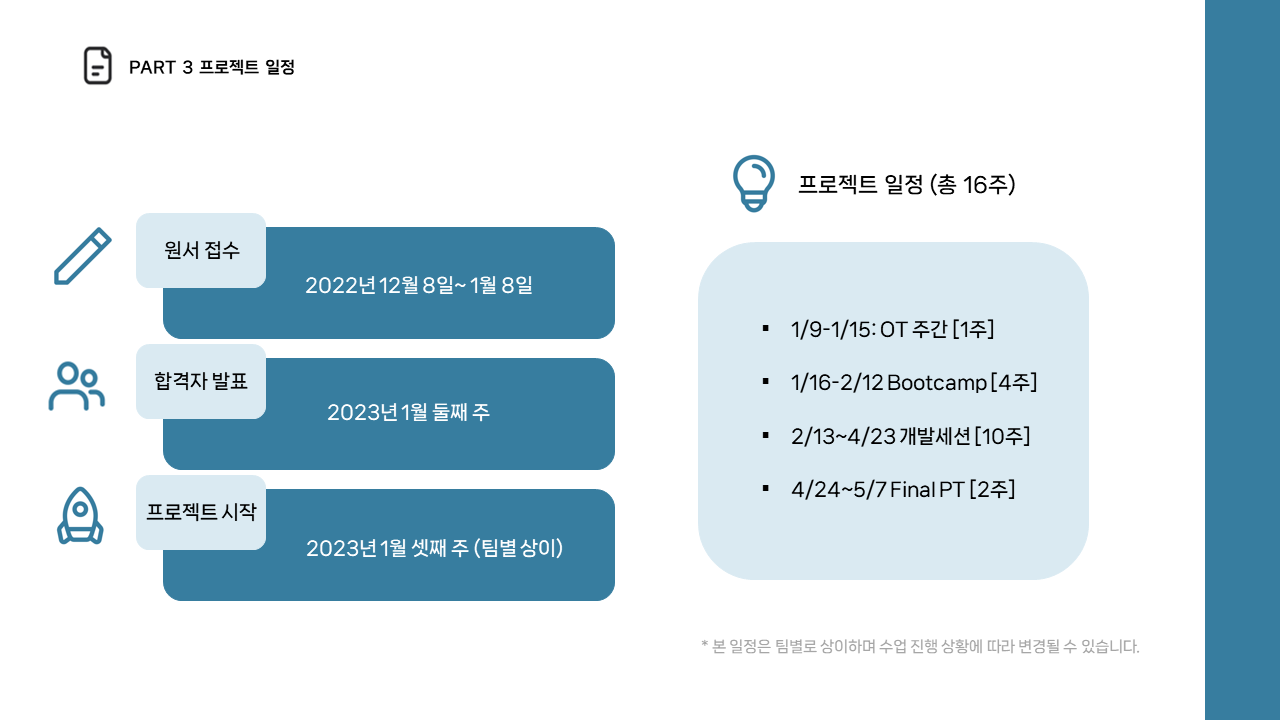 PART 3 프로젝트 일정
원서 접수
2022년 12월 8일~ 1월 8일
합격자 발표
2023년 1월 둘째 주
프로젝트 시작
2023년 1월 셋째 주 (팀별 상이)
프로젝트 일정 (총 16주)
▪ 1/9-1/15: OT 주간 [1주]
▪ 1/16-2/12 Bootcamp [4주]
▪ 2/13~4/23 개발세션 [10주]
▪ 4/24~5/7 Final PT [2주]
* 본 일정은 팀별로 상이하며 수업 진행 상황에 따라 변경될 수 있습니다.